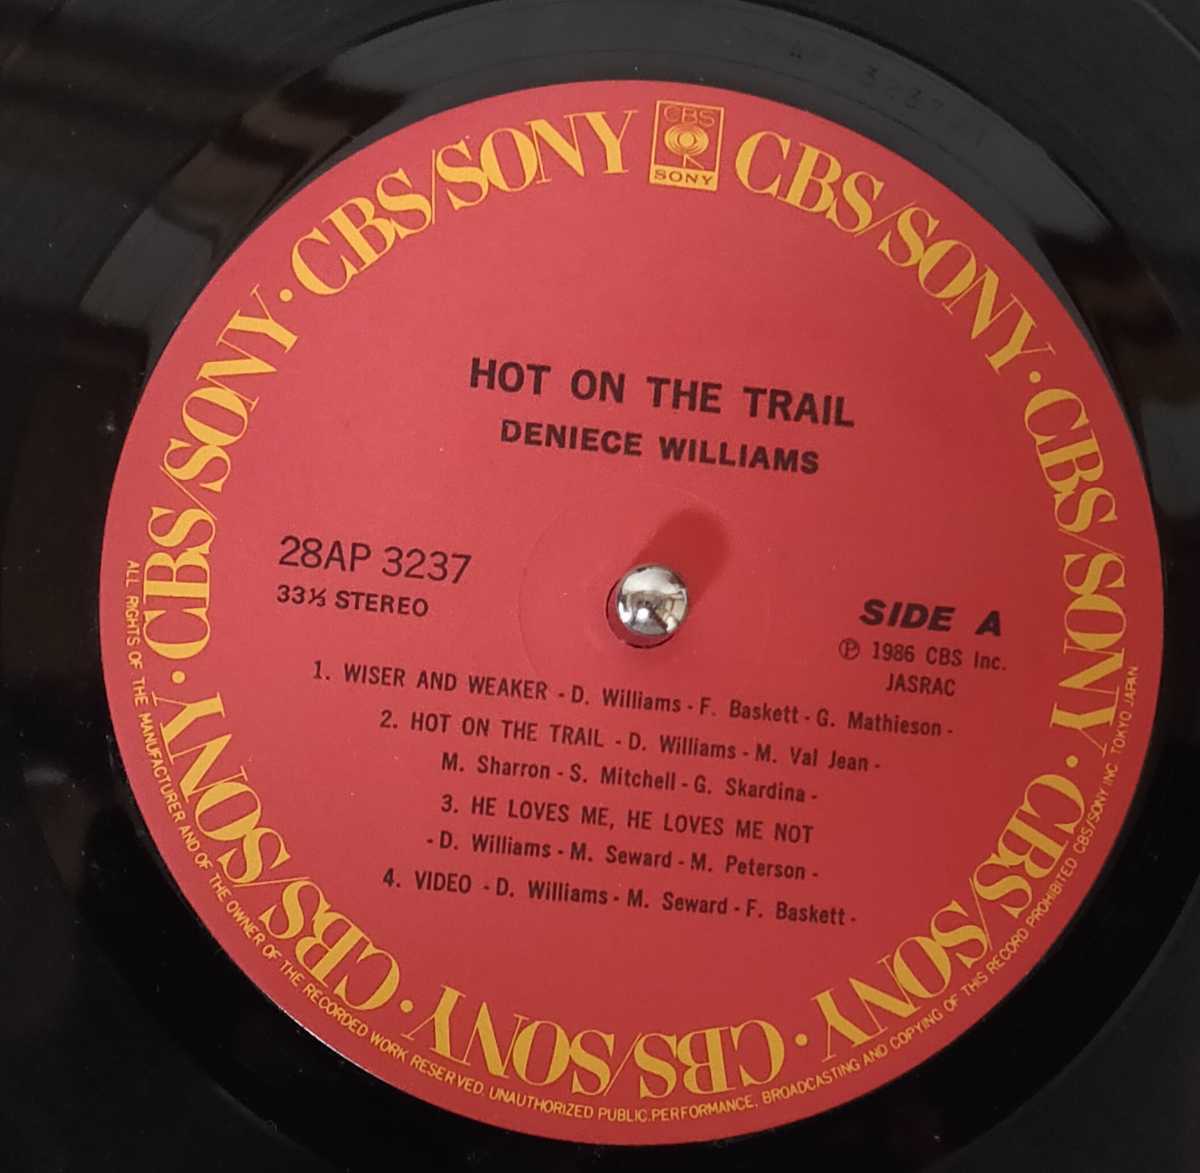 CBS
SONY
CBS/SONY · CBS/SONY · CBS/SONY · CBS/SONY · CBS/SONY · CBS/SONY · CBS/SONY · CBS/SONY
HOT ON THE TRAIL
DENIECE WILLIAMS
28AP 3237
33⅓ STEREO
SIDE A
Ⓟ 1986 CBS Inc.
JASRAC
1. WISER AND WEAKER - D. Williams - F. Baskett - G. Mathieson -
2. HOT ON THE TRAIL - D. Williams - M. Val Jean -
M. Sharron - S. Mitchell - G. Skardina -
3. HE LOVES ME, HE LOVES ME NOT
- D. Williams - M. Seward - M. Peterson -
4. VIDEO - D. Williams - M. Seward - F. Baskett -
ALL RIGHTS OF THE MANUFACTURER AND OF THE OWNER OF THE RECORDED WORK RESERVED. UNAUTHORIZED PUBLIC PERFORMANCE, BROADCASTING AND COPYING OF THIS RECORD PROHIBITED CBS/SONY INC. TOKYO JAPAN